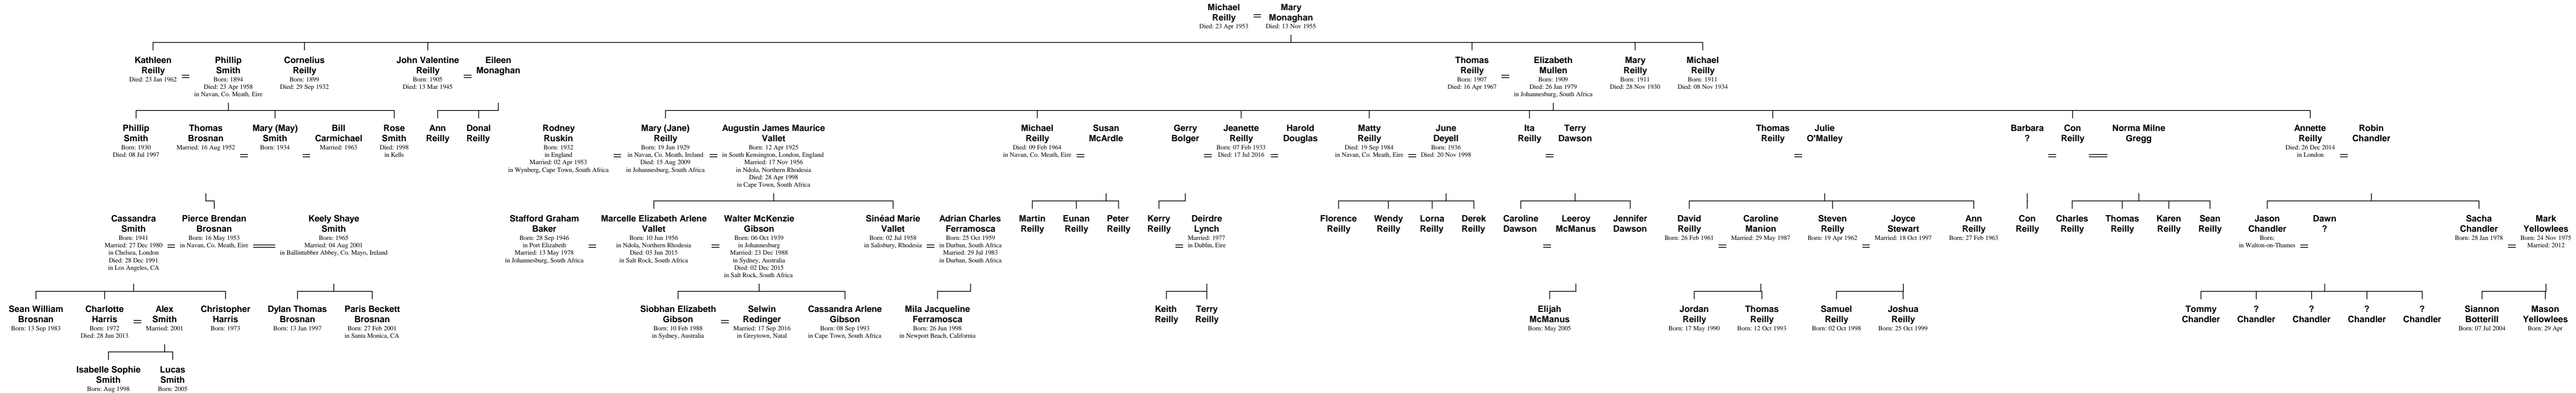 Michael
Reilly
Died: 23 Apr 1953
=
Mary
Monaghan
Died: 13 Nov 1955
Kathleen
Reilly
Died: 23 Jan 1962
=
Phillip
Smith
Born: 1894
Died: 23 Apr 1958
in Navan, Co. Meath, Eire
Cornelius
Reilly
Born: 1899
Died: 29 Sep 1932
John Valentine
Reilly
Born: 1905
Died: 13 Mar 1945
=
Eileen
Monaghan
Thomas
Reilly
Born: 1907
Died: 16 Apr 1967
=
Elizabeth
Mullen
Born: 1909
Died: 26 Jan 1979
in Johannesburg, South Africa
Mary
Reilly
Born: 1911
Died: 28 Nov 1930
Michael
Reilly
Born: 1911
Died: 08 Nov 1934
Phillip
Smith
Born: 1930
Died: 08 Jul 1997
Thomas
Brosnan
Married: 16 Aug 1952
=
Mary (May)
Smith
Born: 1934
=
Bill
Carmichael
Married: 1963
Rose
Smith
Died: 1998
in Kells
Ann
Reilly
Donal
Reilly
Rodney
Ruskin
Born: 1932
in England
Married: 02 Apr 1953
in Wynberg, Cape Town, South Africa
=
Mary (Jane)
Reilly
Born: 19 Jun 1929
in Navan, Co. Meath, Ireland
Died: 15 Aug 2009
in Johannesburg, South Africa
=
Augustin James Maurice
Vallet
Born: 12 Apr 1925
in South Kensington, London, England
Married: 17 Nov 1956
in Ndola, Northern Rhodesia
Died: 28 Apr 1998
in Cape Town, South Africa
Michael
Reilly
Died: 09 Feb 1964
in Navan, Co. Meath, Eire
=
Susan
McArdle
Gerry
Bolger
=
Jeanette
Reilly
Born: 07 Feb 1933
Died: 17 Jul 2016
=
Harold
Douglas
Matty
Reilly
Died: 19 Sep 1984
in Navan, Co. Meath, Eire
=
June
Deyell
Born: 1936
Died: 20 Nov 1998
Ita
Reilly
=
Terry
Dawson
Thomas
Reilly
=
Julie
O'Malley
Barbara
?
=
Con
Reilly
=
Norma Milne
Gregg
Annette
Reilly
Died: 26 Dec 2014
in London
=
Robin
Chandler
Cassandra
Smith
Born: 1941
Married: 27 Dec 1980
in Chelsea, London
Died: 28 Dec 1991
in Los Angeles, CA
=
Pierce Brendan
Brosnan
Born: 16 May 1953
in Navan, Co. Meath, Eire
=
Keely Shaye
Smith
Born: 1965
Married: 04 Aug 2001
in Ballintubber Abbey, Co. Mayo, Ireland
Stafford Graham
Baker
Born: 28 Sep 1946
in Port Elizabeth
Married: 13 May 1978
in Johannesburg, South Africa
=
Marcelle Elizabeth Arlene
Vallet
Born: 10 Jun 1956
in Ndola, Northern Rhodesia
Died: 03 Jun 2015
in Salt Rock, South Africa
=
Walter McKenzie
Gibson
Born: 06 Oct 1939
in Johannesburg
Married: 23 Dec 1988
in Sydney, Australia
Died: 02 Dec 2015
in Salt Rock, South Africa
Sinéad Marie
Vallet
Born: 02 Jul 1958
in Salisbury, Rhodesia
=
Adrian Charles
Ferramosca
Born: 25 Oct 1959
in Durban, South Africa
Married: 29 Jul 1983
in Durban, South Africa
Martin
Reilly
Eunan
Reilly
Peter
Reilly
Kerry
Reilly
=
Deirdre
Lynch
Married: 1977
in Dublin, Eire
Florence
Reilly
Wendy
Reilly
Lorna
Reilly
Derek
Reilly
Caroline
Dawson
=
Leeroy
McManus
Jennifer
Dawson
David
Reilly
Born: 26 Feb 1961
=
Caroline
Manion
Married: 29 May 1987
Steven
Reilly
Born: 19 Apr 1962
=
Joyce
Stewart
Married: 18 Oct 1997
Ann
Reilly
Born: 27 Feb 1963
Con
Reilly
Charles
Reilly
Thomas
Reilly
Karen
Reilly
Sean
Reilly
Jason
Chandler
Born:
in Walton-on-Thames
=
Dawn
?
Sacha
Chandler
Born: 28 Jan 1978
=
Mark
Yellowlees
Born: 24 Nov 1975
Married: 2012
Sean William
Brosnan
Born: 13 Sep 1983
Charlotte
Harris
Born: 1972
Died: 28 Jun 2013
=
Alex
Smith
Married: 2001
Christopher
Harris
Born: 1973
Dylan Thomas
Brosnan
Born: 13 Jan 1997
Paris Beckett
Brosnan
Born: 27 Feb 2001
in Santa Monica, CA
Siobhan Elizabeth
Gibson
Born: 10 Feb 1988
in Sydney, Australia
=
Selwin
Redinger
Married: 17 Sep 2016
in Greytown, Natal
Cassandra Arlene
Gibson
Born: 08 Sep 1993
in Cape Town, South Africa
Mila Jacqueline
Ferramosca
Born: 26 Jun 1998
in Newport Beach, California
Keith
Reilly
Terry
Reilly
Elijah
McManus
Born: May 2005
Jordan
Reilly
Born: 17 May 1990
Thomas
Reilly
Born: 12 Oct 1993
Samuel
Reilly
Born: 02 Oct 1998
Joshua
Reilly
Born: 25 Oct 1999
Tommy
Chandler
?
Chandler
?
Chandler
?
Chandler
?
Chandler
Siannon
Botterill
Born: 07 Jul 2004
Mason
Yellowlees
Born: 29 Apr
Isabelle Sophie
Smith
Born: Aug 1998
Lucas
Smith
Born: 2005